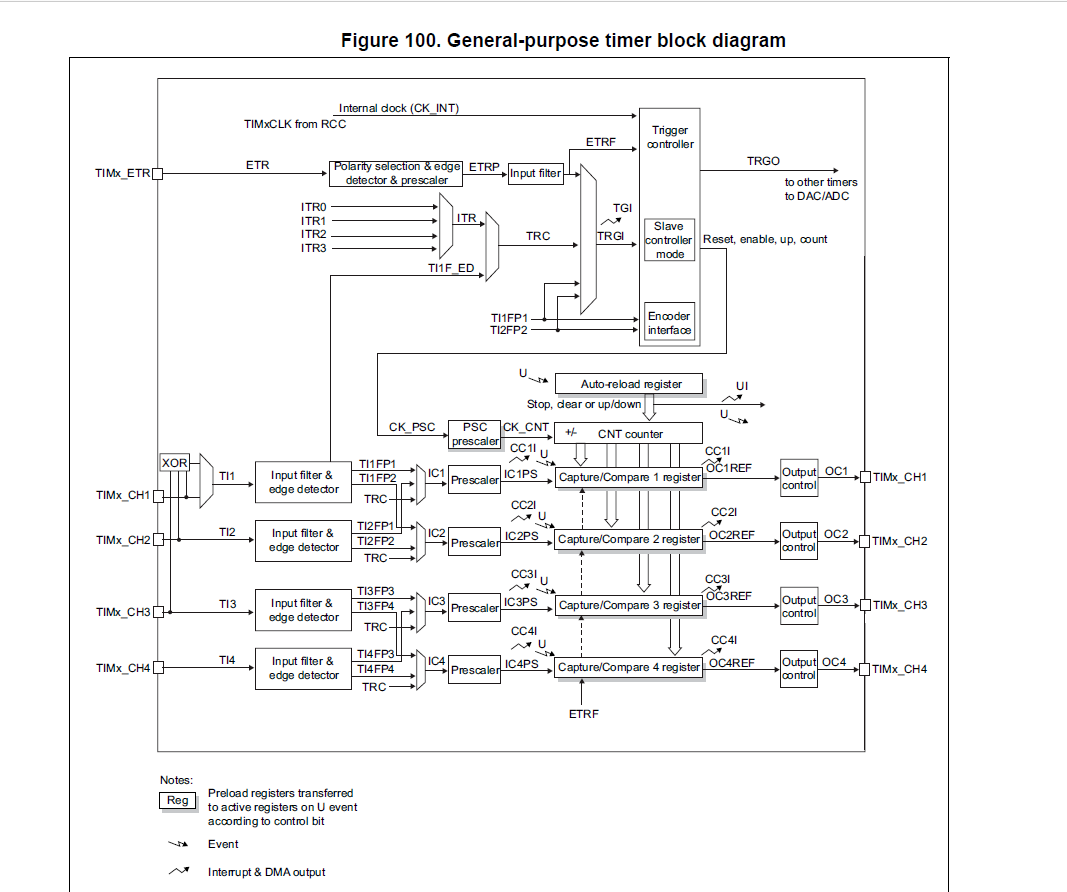 Figure 100. General-purpose timer block diagram
Internal clock (CK_INT)
TIMxCLK from RCC
Trigger
controller
ETRF
TRGO
to other timers
to DAC/ADC
TIMx_ETR
ETR
Polarity selection & edge
detector & prescaler
ETRP
Input filter
ITR0
ITR1
ITR2
ITR3
ITR
TI1F_ED
TRC
TGI
TRGI
Slave
controller
mode
Reset, enable, up, count
TI1FP1
TI2FP2
Encoder
interface
U
Auto-reload register
UI
Stop, clear or up/down
U
CK_PSC
PSC
prescaler
CK_CNT
+/-
CNT counter
XOR
TIMx_CH1
TI1
Input filter &
edge detector
TI1FP1
TI1FP2
TRC
IC1
Prescaler
CC1I
U
IC1PS
Capture/Compare 1 register
CC1I
OC1REF
Output
control
OC1
TIMx_CH1
TIMx_CH2
TI2
Input filter &
edge detector
TI2FP1
TI2FP2
TRC
IC2
Prescaler
CC2I
U
IC2PS
Capture/Compare 2 register
CC2I
OC2REF
Output
control
OC2
TIMx_CH2
TIMx_CH3
TI3
Input filter &
edge detector
TI3FP3
TI3FP4
TRC
IC3
Prescaler
CC3I
U
IC3PS
Capture/Compare 3 register
CC3I
OC3REF
Output
control
OC3
TIMx_CH3
TIMx_CH4
TI4
Input filter &
edge detector
TI4FP3
TI4FP4
TRC
IC4
Prescaler
CC4I
U
IC4PS
Capture/Compare 4 register
CC4I
OC4REF
Output
control
OC4
TIMx_CH4
ETRF
Notes:
Reg
Preload registers transferred
to active registers on U event
according to control bit
Event
Interrupt & DMA output